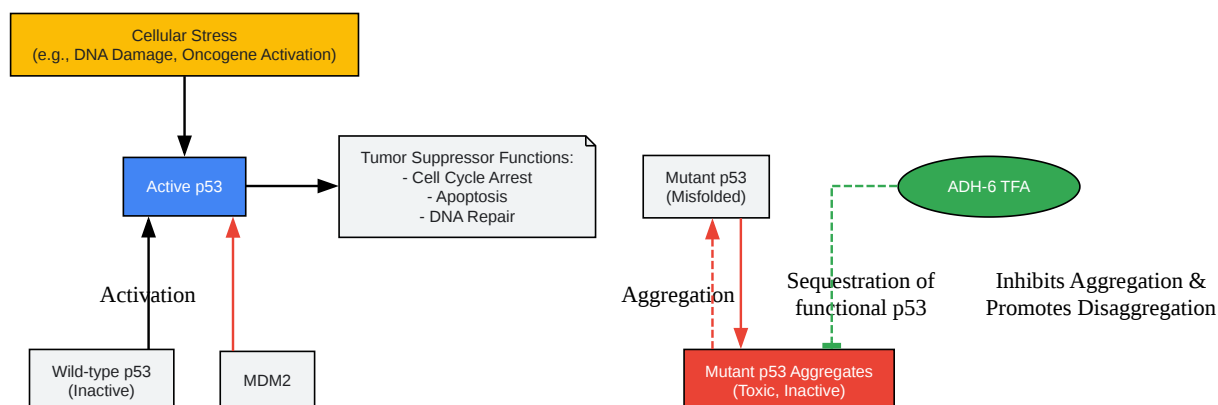 Cellular Stress
(e.g., DNA Damage, Oncogene Activation)
Active p53
Tumor Suppressor Functions:
- Cell Cycle Arrest
- Apoptosis
- DNA Repair
Mutant p53
(Misfolded)
ADH-6 TFA
Activation
Aggregation
Sequestration of
functional p53
Inhibits Aggregation &
Promotes Disaggregation
Wild-type p53
(Inactive)
MDM2
Mutant p53 Aggregates
(Toxic, Inactive)